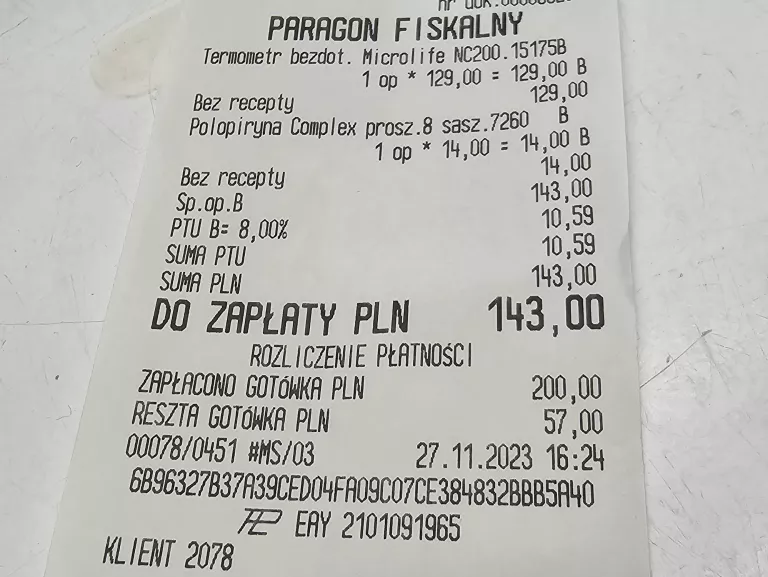 PARAGON FISKALNY
Termometr bezdot. Microlife NC200.15175B
1 op * 129,00 = 129,00 B
Bez recepty 129,00
Polopiryna Complex prosz.8 sasz.7260 B
1 op * 14,00 = 14,00 B
Bez recepty 14,00
Sp.op.B 143,00
PTU B= 8,00% 10,59
SUMA PTU 10,59
SUMA PLN 143,00
DO ZAPŁATY PLN 143,00
ROZLICZENIE PŁATNOŚCI
ZAPŁACONO GOTÓWKA PLN 200,00
RESZTA GOTÓWKA PLN 57,00
00078/0451 #MS/03 27.11.2023 16:24
6B96327B37A39CED04FA09C07CE384832BBB5A40
EAY 2101091965
KLIENT 2078